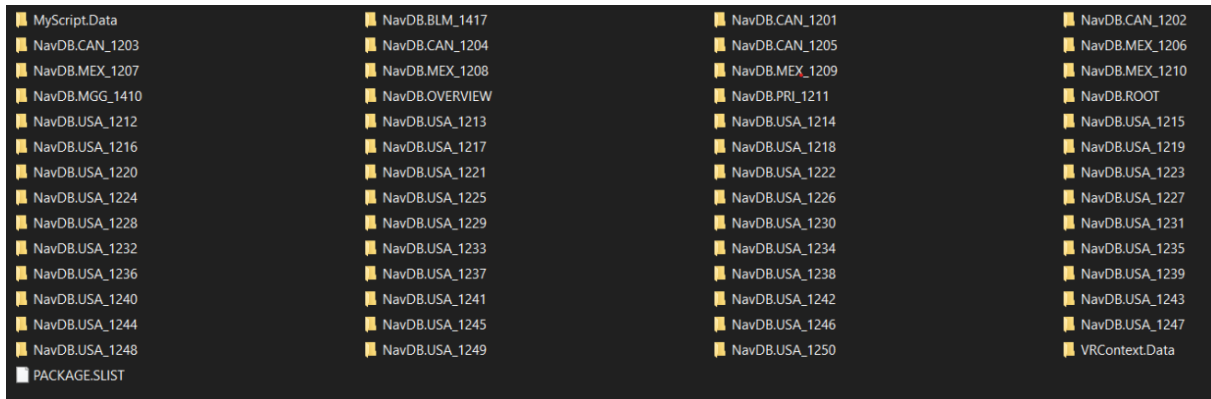 MyScript.Data NavDB.BLM_1417 NavDB.CAN_1201 NavDB.CAN_1202
NavDB.CAN_1203 NavDB.CAN_1204 NavDB.CAN_1205 NavDB.MEX_1206
NavDB.MEX_1207 NavDB.MEX_1208 NavDB.MEX_1209 NavDB.MEX_1210
NavDB.MGG_1410 NavDB.OVERVIEW NavDB.PRI_1211 NavDB.ROOT
NavDB.USA_1212 NavDB.USA_1213 NavDB.USA_1214 NavDB.USA_1215
NavDB.USA_1216 NavDB.USA_1217 NavDB.USA_1218 NavDB.USA_1219
NavDB.USA_1220 NavDB.USA_1221 NavDB.USA_1222 NavDB.USA_1223
NavDB.USA_1224 NavDB.USA_1225 NavDB.USA_1226 NavDB.USA_1227
NavDB.USA_1228 NavDB.USA_1229 NavDB.USA_1230 NavDB.USA_1231
NavDB.USA_1232 NavDB.USA_1233 NavDB.USA_1234 NavDB.USA_1235
NavDB.USA_1236 NavDB.USA_1237 NavDB.USA_1238 NavDB.USA_1239
NavDB.USA_1240 NavDB.USA_1241 NavDB.USA_1242 NavDB.USA_1243
NavDB.USA_1244 NavDB.USA_1245 NavDB.USA_1246 NavDB.USA_1247
NavDB.USA_1248 NavDB.USA_1249 NavDB.USA_1250 VRContext.Data
PACKAGE.SLIST